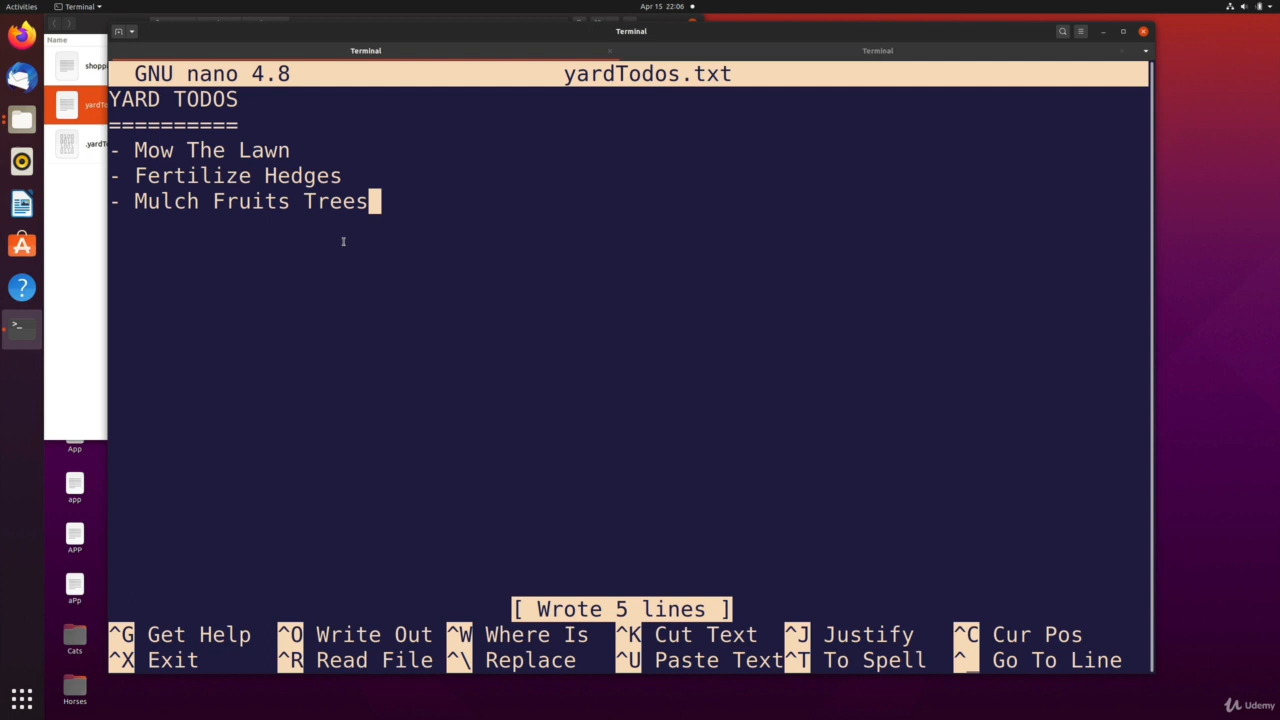 Activities
Terminal
Apr 15 22:06
Terminal
Name
Terminal
Terminal
shoppi
yardTo
.yardT
GNU nano 4.8 yardTodos.txt
YARD TODOS
==========
- Mow The Lawn
- Fertilize Hedges
- Mulch Fruits Trees
App
app
APP
aPp
Cats
Horses
[ Wrote 5 lines ]
^G Get Help ^O Write Out ^W Where Is ^K Cut Text ^J Justify ^C Cur Pos
^X Exit ^R Read File ^\ Replace ^U Paste Text ^T To Spell ^_ Go To Line
Udemy